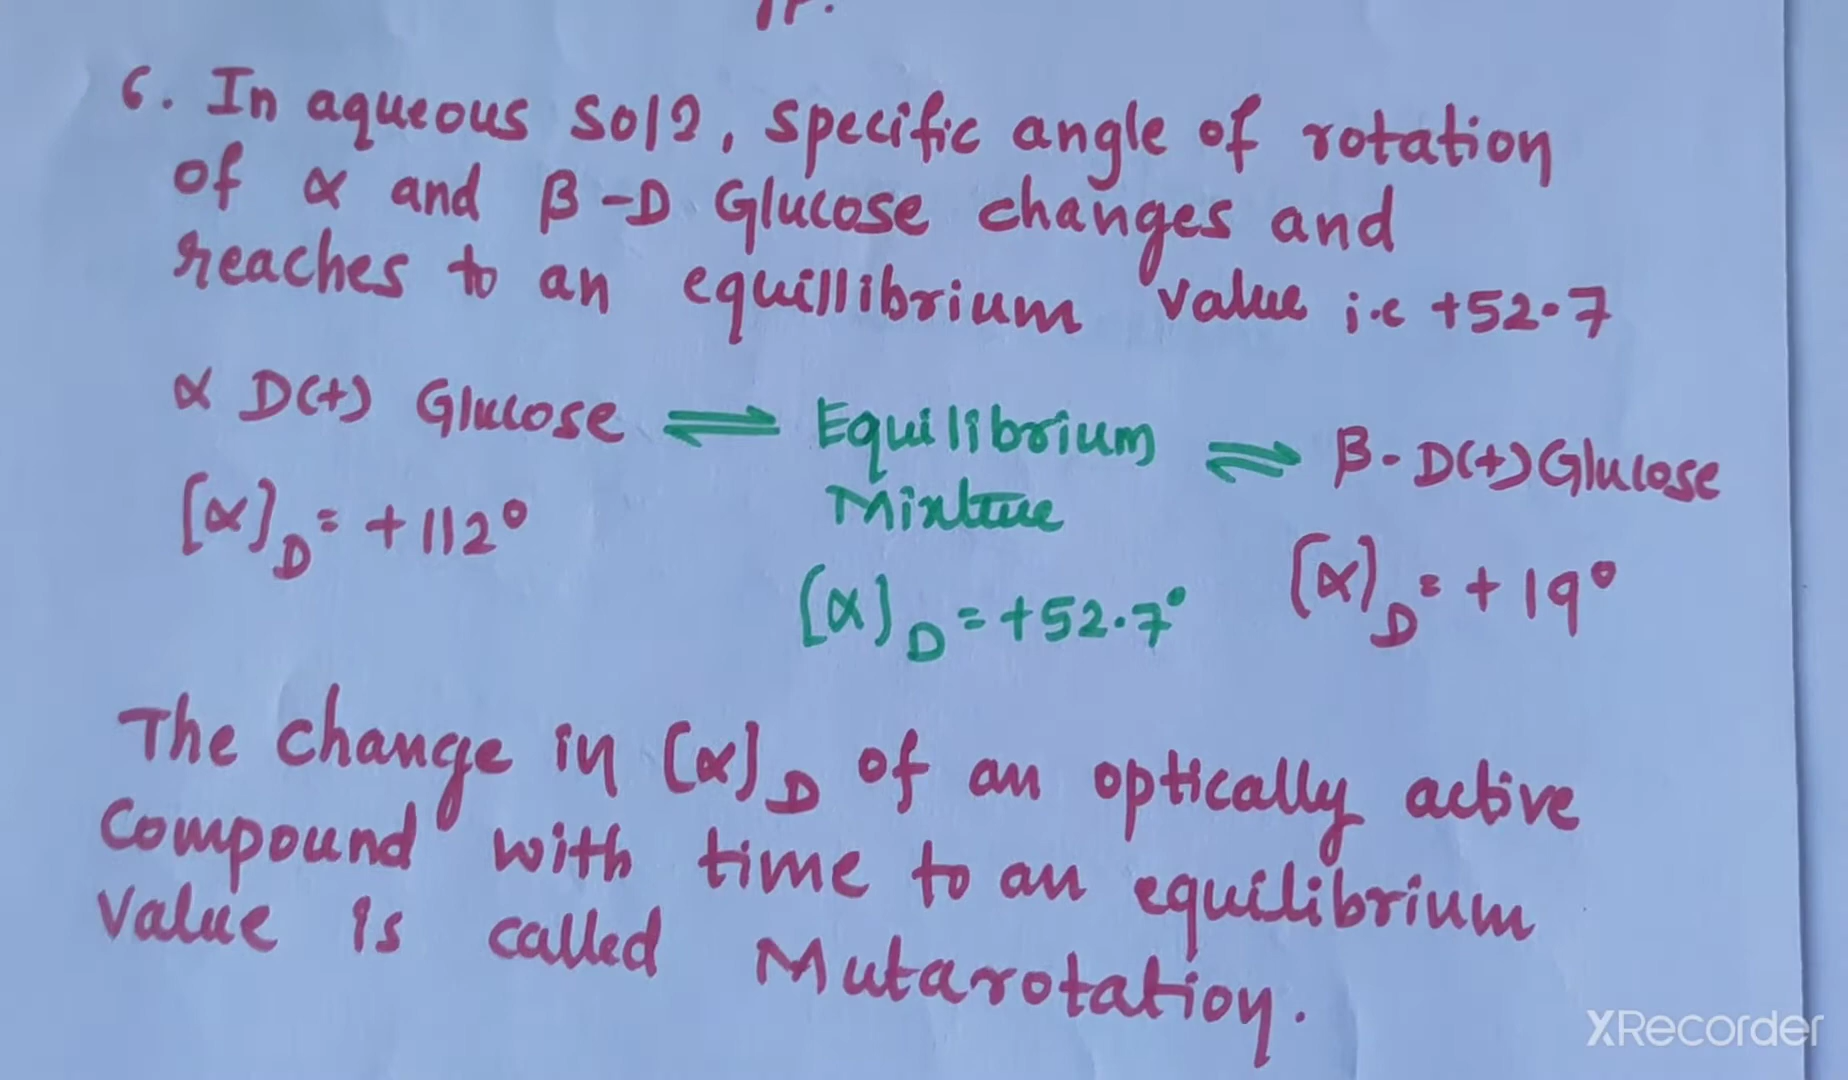 6. In aqueous Sol?, specific angle of rotation
of α and β-D Glucose changes and
reaches to an equillibrium value i.e +52.7
α D(+) Glucose ⇌ Equilibrium Mixture ⇌ β-D(+) Glucose
[α]D = +112° [α]D = +52.7° [α]D = +19°
The change in [α]D of an optically active
Compound with time to an equilibrium
Value is called Mutarotation.
XRecorder